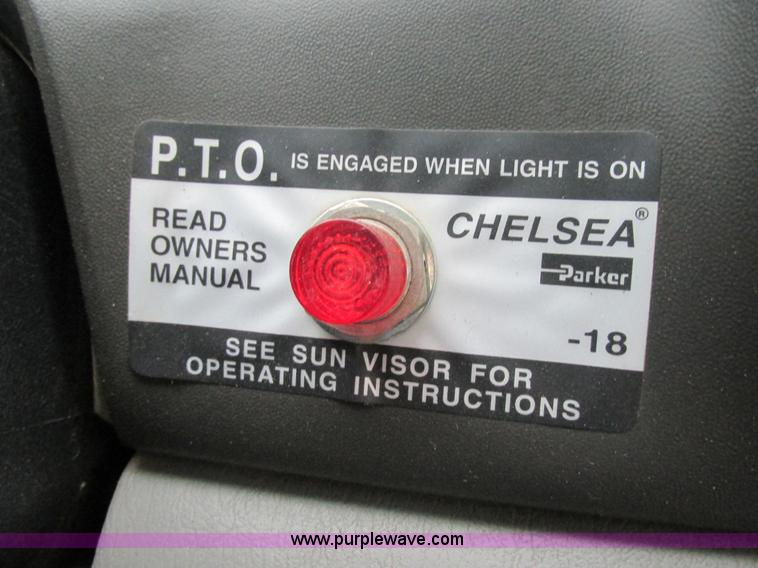 P.T.O. IS ENGAGED WHEN LIGHT IS ON
READ
OWNERS
MANUAL
CHELSEA®
Parker
-18
SEE SUN VISOR FOR
OPERATING INSTRUCTIONS
www.purplewave.com